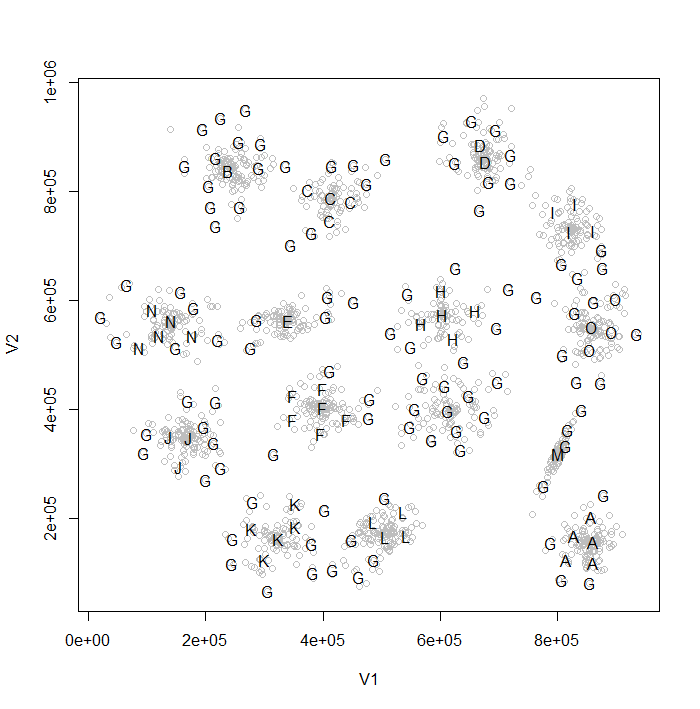 1e+06
G
G G
G G
G
G G D
G G G
G D
G G G G G
B
8e+05
G C G G G
C C
G G G I I
G C
G I I
G G
G G G
G
G G H G
6e+05
G G G
G O
N G H G
G N G E G H
H G O
G O G
N N G H
G N G G G O
G
G
V2
G G
G G G
F G
F G
G G G
4e+05
F G G G
F F G G
G G G G
G J J F G
G G G
G G M
J G
G G
G
G K G
G L
2e+05
A
L
K K
G K G L L A
G G A
K G A A
G
G G G
G G
G
0e+00 2e+05 4e+05 6e+05 8e+05
V1